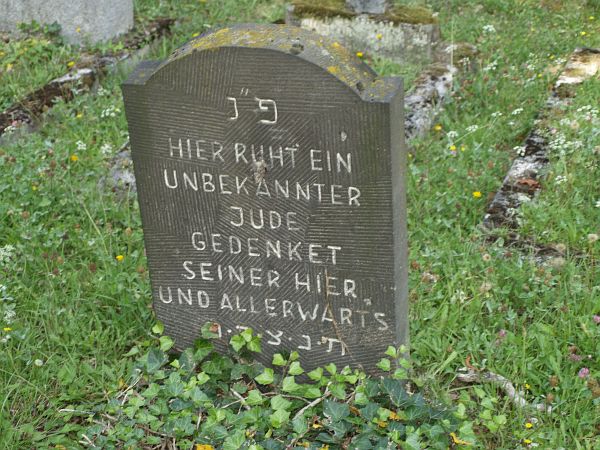 פ״נ
HIER RUHT EIN
UNBEKANNTER
JUDE
GEDENKET
SEINER HIER
UND ALLERWÄRTS
ת.נ.צ.ב.ה